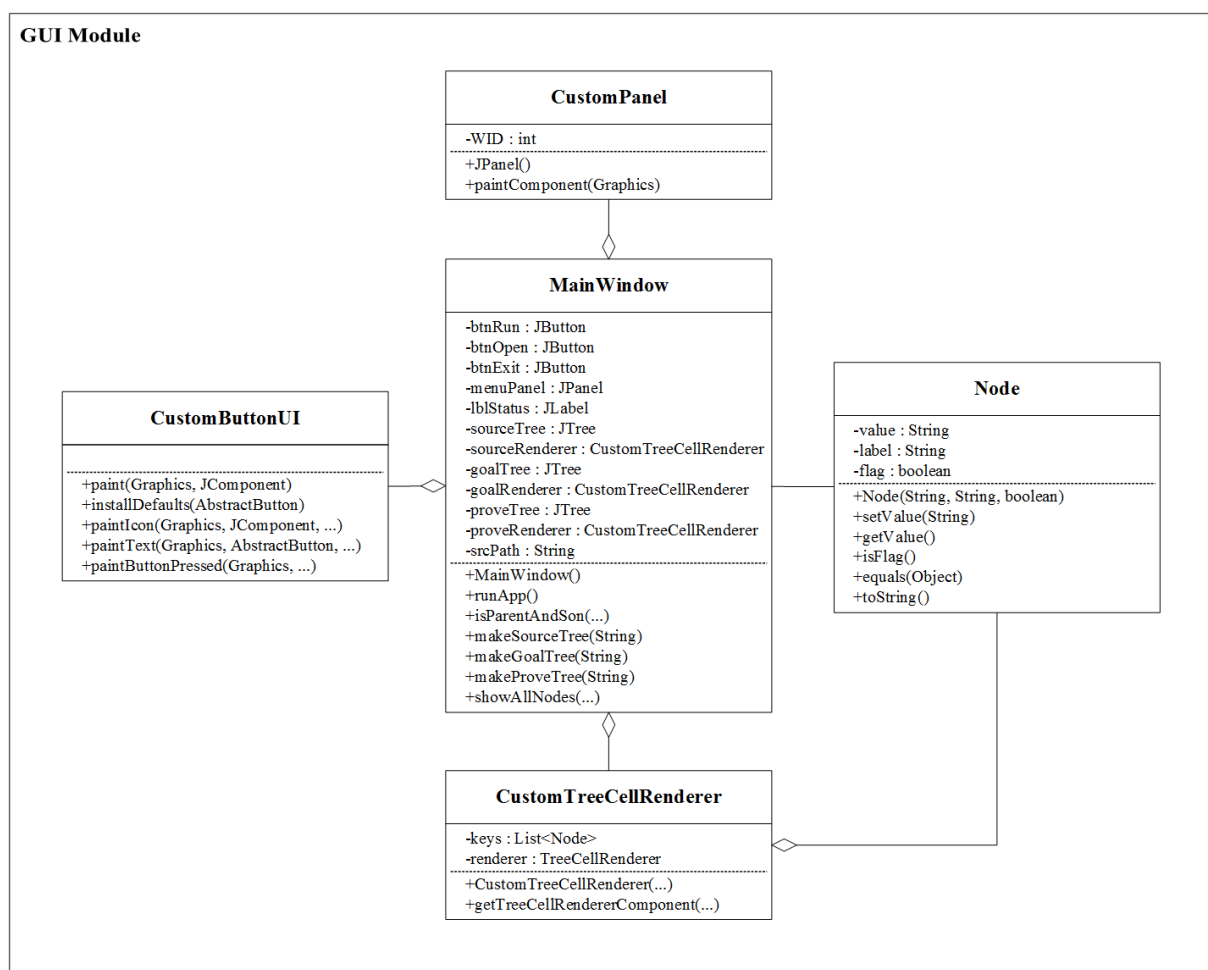 GUI Module
CustomPanel
-WID : int
+JPanel()
+paintComponent(Graphics)
MainWindow
-btnRun : JButton
-btnOpen : JButton
-btnExit : JButton
-menuPanel : JPanel
-lblStatus : JLabel
-sourceTree : JTree
-sourceRenderer : CustomTreeCellRenderer
-goalTree : JTree
-goalRenderer : CustomTreeCellRenderer
-proveTree : JTree
-proveRenderer : CustomTreeCellRenderer
-srcPath : String
+MainWindow()
+runApp()
+isParentAndSon(...)
+makeSourceTree(String)
+makeGoalTree(String)
+makeProveTree(String)
+showAllNodes(...)
CustomButtonUI
+paint(Graphics, JComponent)
+installDefaults(AbstractButton)
+paintIcon(Graphics, JComponent, ...)
+paintText(Graphics, AbstractButton, ...)
+paintButtonPressed(Graphics, ...)
Node
-value : String
-label : String
-flag : boolean
+Node(String, String, boolean)
+setValue(String)
+getValue()
+isFlag()
+equals(Object)
+toString()
CustomTreeCellRenderer
-keys : List<Node>
-renderer : TreeCellRenderer
+CustomTreeCellRenderer(...)
+getTreeCellRendererComponent(...)